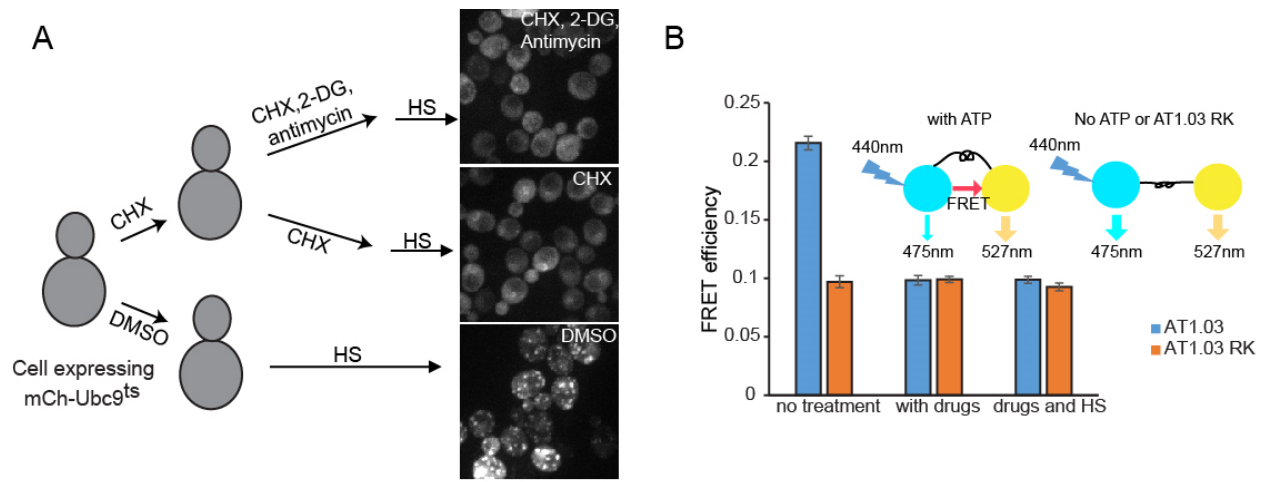 A
CHX, 2-DG,
Antimycin
CHX,2-DG,
antimycin
HS
CHX
CHX
CHX
HS
DMSO
DMSO
HS
Cell expressing
mCh-Ubc9ts
B
0.25
0.2
0.15
0.1
0.05
0
FRET efficiency
with ATP
No ATP or AT1.03 RK
440nm
440nm
FRET
475nm
527nm
475nm
527nm
AT1.03
AT1.03 RK
no treatment
with drugs
drugs and HS